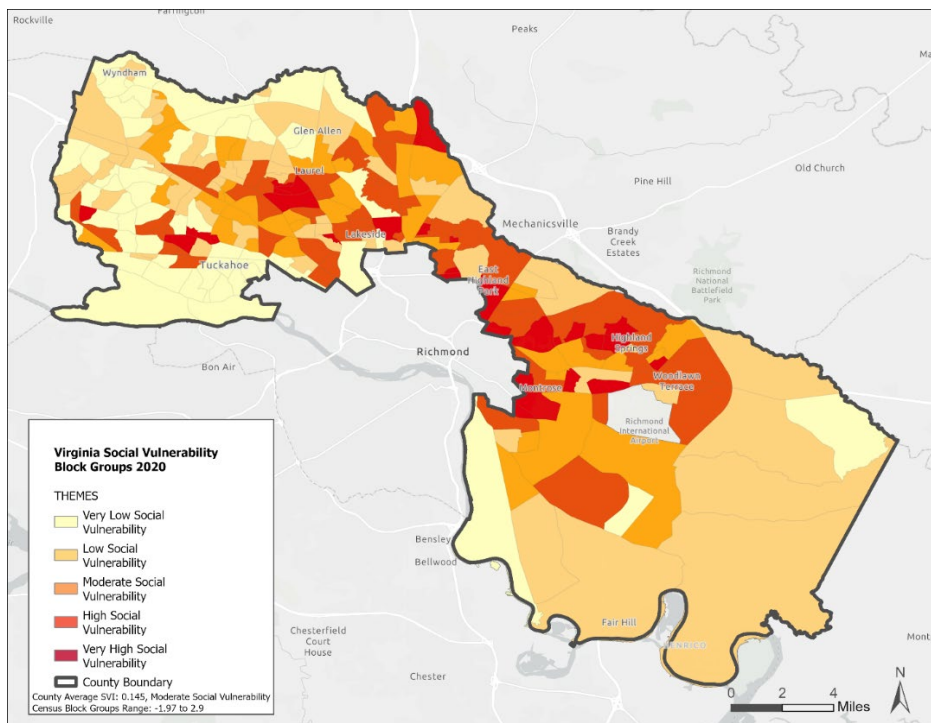 Rockville
Farrington
Peaks
Wyndham
Glen Allen
Old Church
Laurel
Pine Hill
Mechanicsville
Lakeside
Brandy
Creek
Estates
Tuckahoe
East
Highland
Park
Richmond
National
Battlefield
Park
Richmond
Highland
Springs
Bon Air
Woodlawn
Terrace
Montrose
Richmond
International
Airport
Virginia Social Vulnerability
Block Groups 2020
THEMES
Very Low Social
Vulnerability
Low Social
Vulnerability
Moderate Social
Vulnerability
High Social
Vulnerability
Very High Social
Vulnerability
County Boundary
County Average SVI: 0.145, Moderate Social Vulnerability
Census Block Groups Range: -1.97 to 2.9
Bensley
Bellwood
Fair Hill
HENRICO
Chesterfield
Court
House
Chester
N
0 2 4
Miles